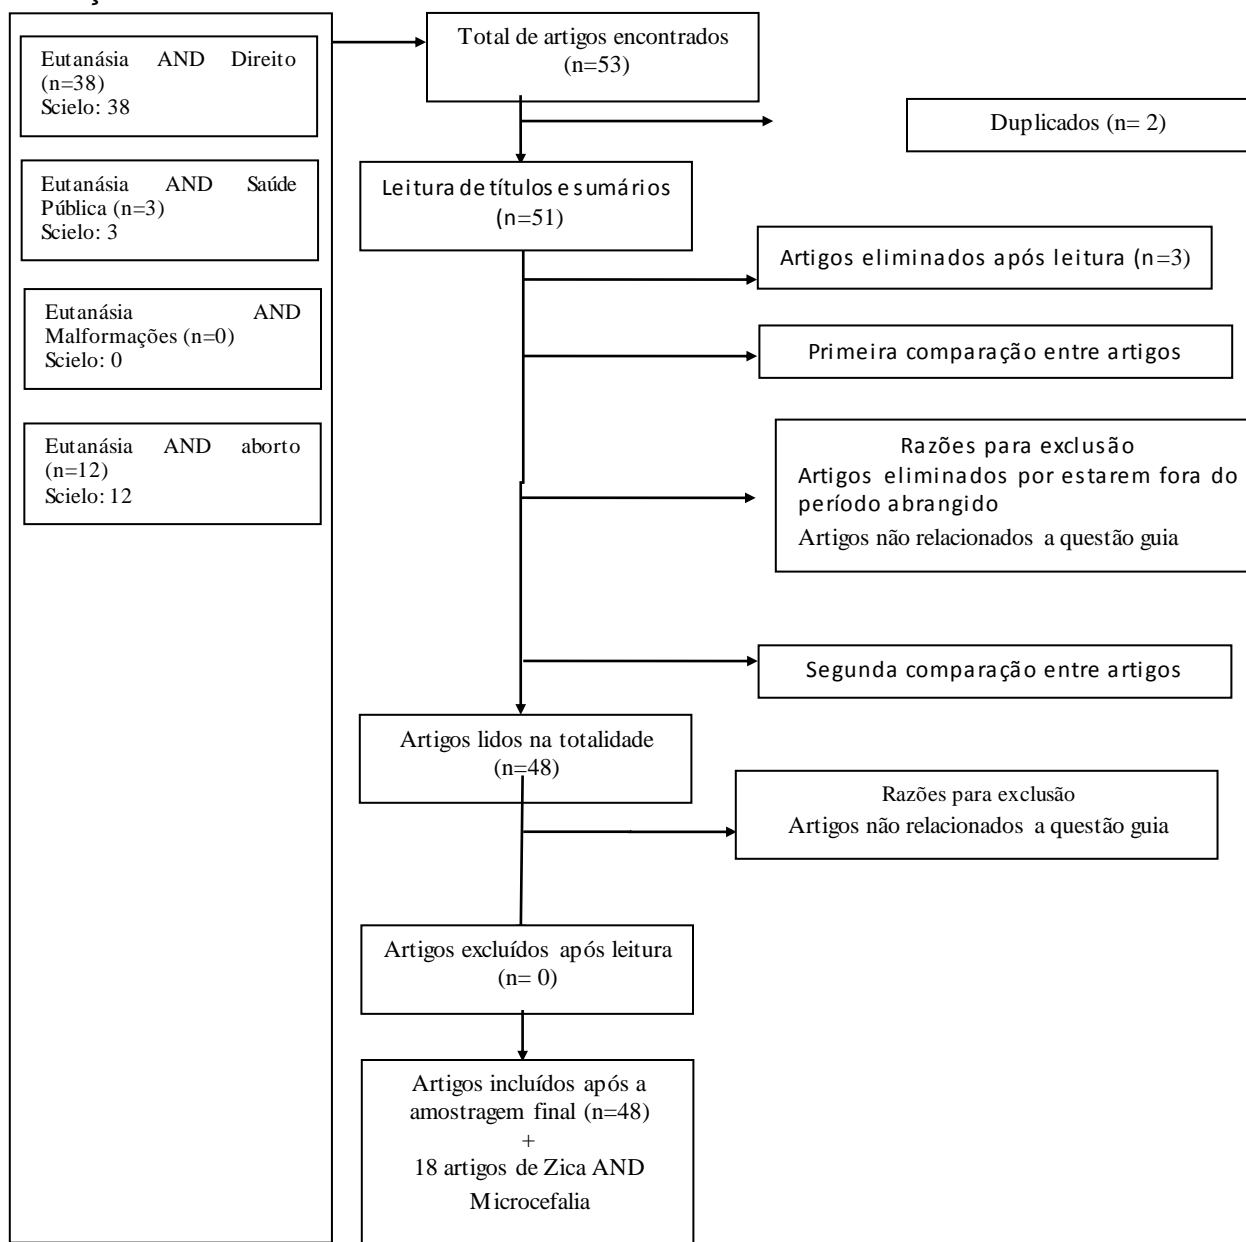 Eutanásia AND Direito
(n=38)
Scielo: 38
Eutanásia AND Saúde
Pública (n=3)
Scielo: 3
Eutanásia AND
Malformações (n=0)
Scielo: 0
Eutanásia AND aborto
(n=12)
Scielo: 12
Total de artigos encontrados
(n=53)
Duplicados (n= 2)
Leitura de títulos e sumários
(n=51)
Artigos eliminados após leitura (n=3)
Primeira comparação entre artigos
Razões para exclusão
Artigos eliminados por estarem fora do
período abrangido
Artigos não relacionados a questão guia
Segunda comparação entre artigos
Artigos lidos na totalidade
(n=48)
Razões para exclusão
Artigos não relacionados a questão guia
Artigos excluídos após leitura
(n= 0)
Artigos incluídos após a
amostragem final (n=48)
+
18 artigos de Zica AND
Microcefalia